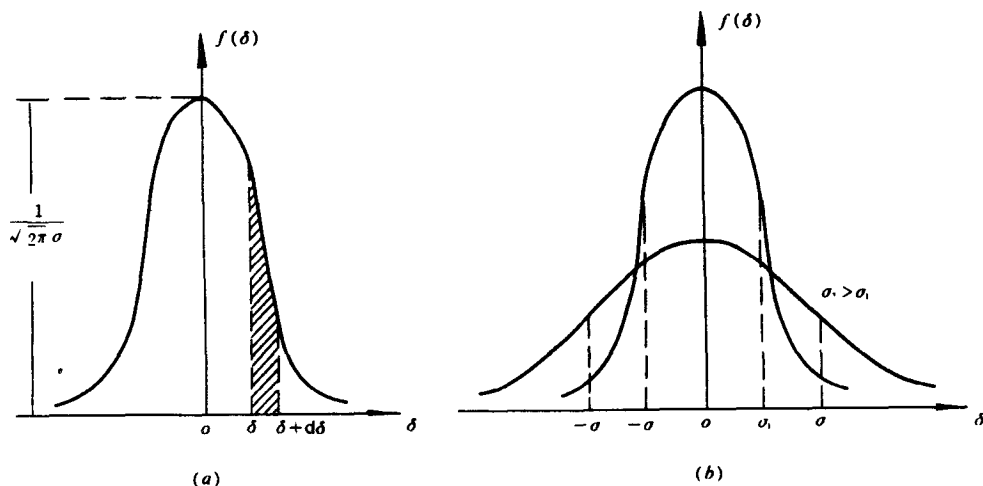 f(δ)
1
√2π σ
o δ δ+dδ δ
(a)
f(δ)
σ₂>σ₁
-σ -σ o σ₁ σ δ
(b)